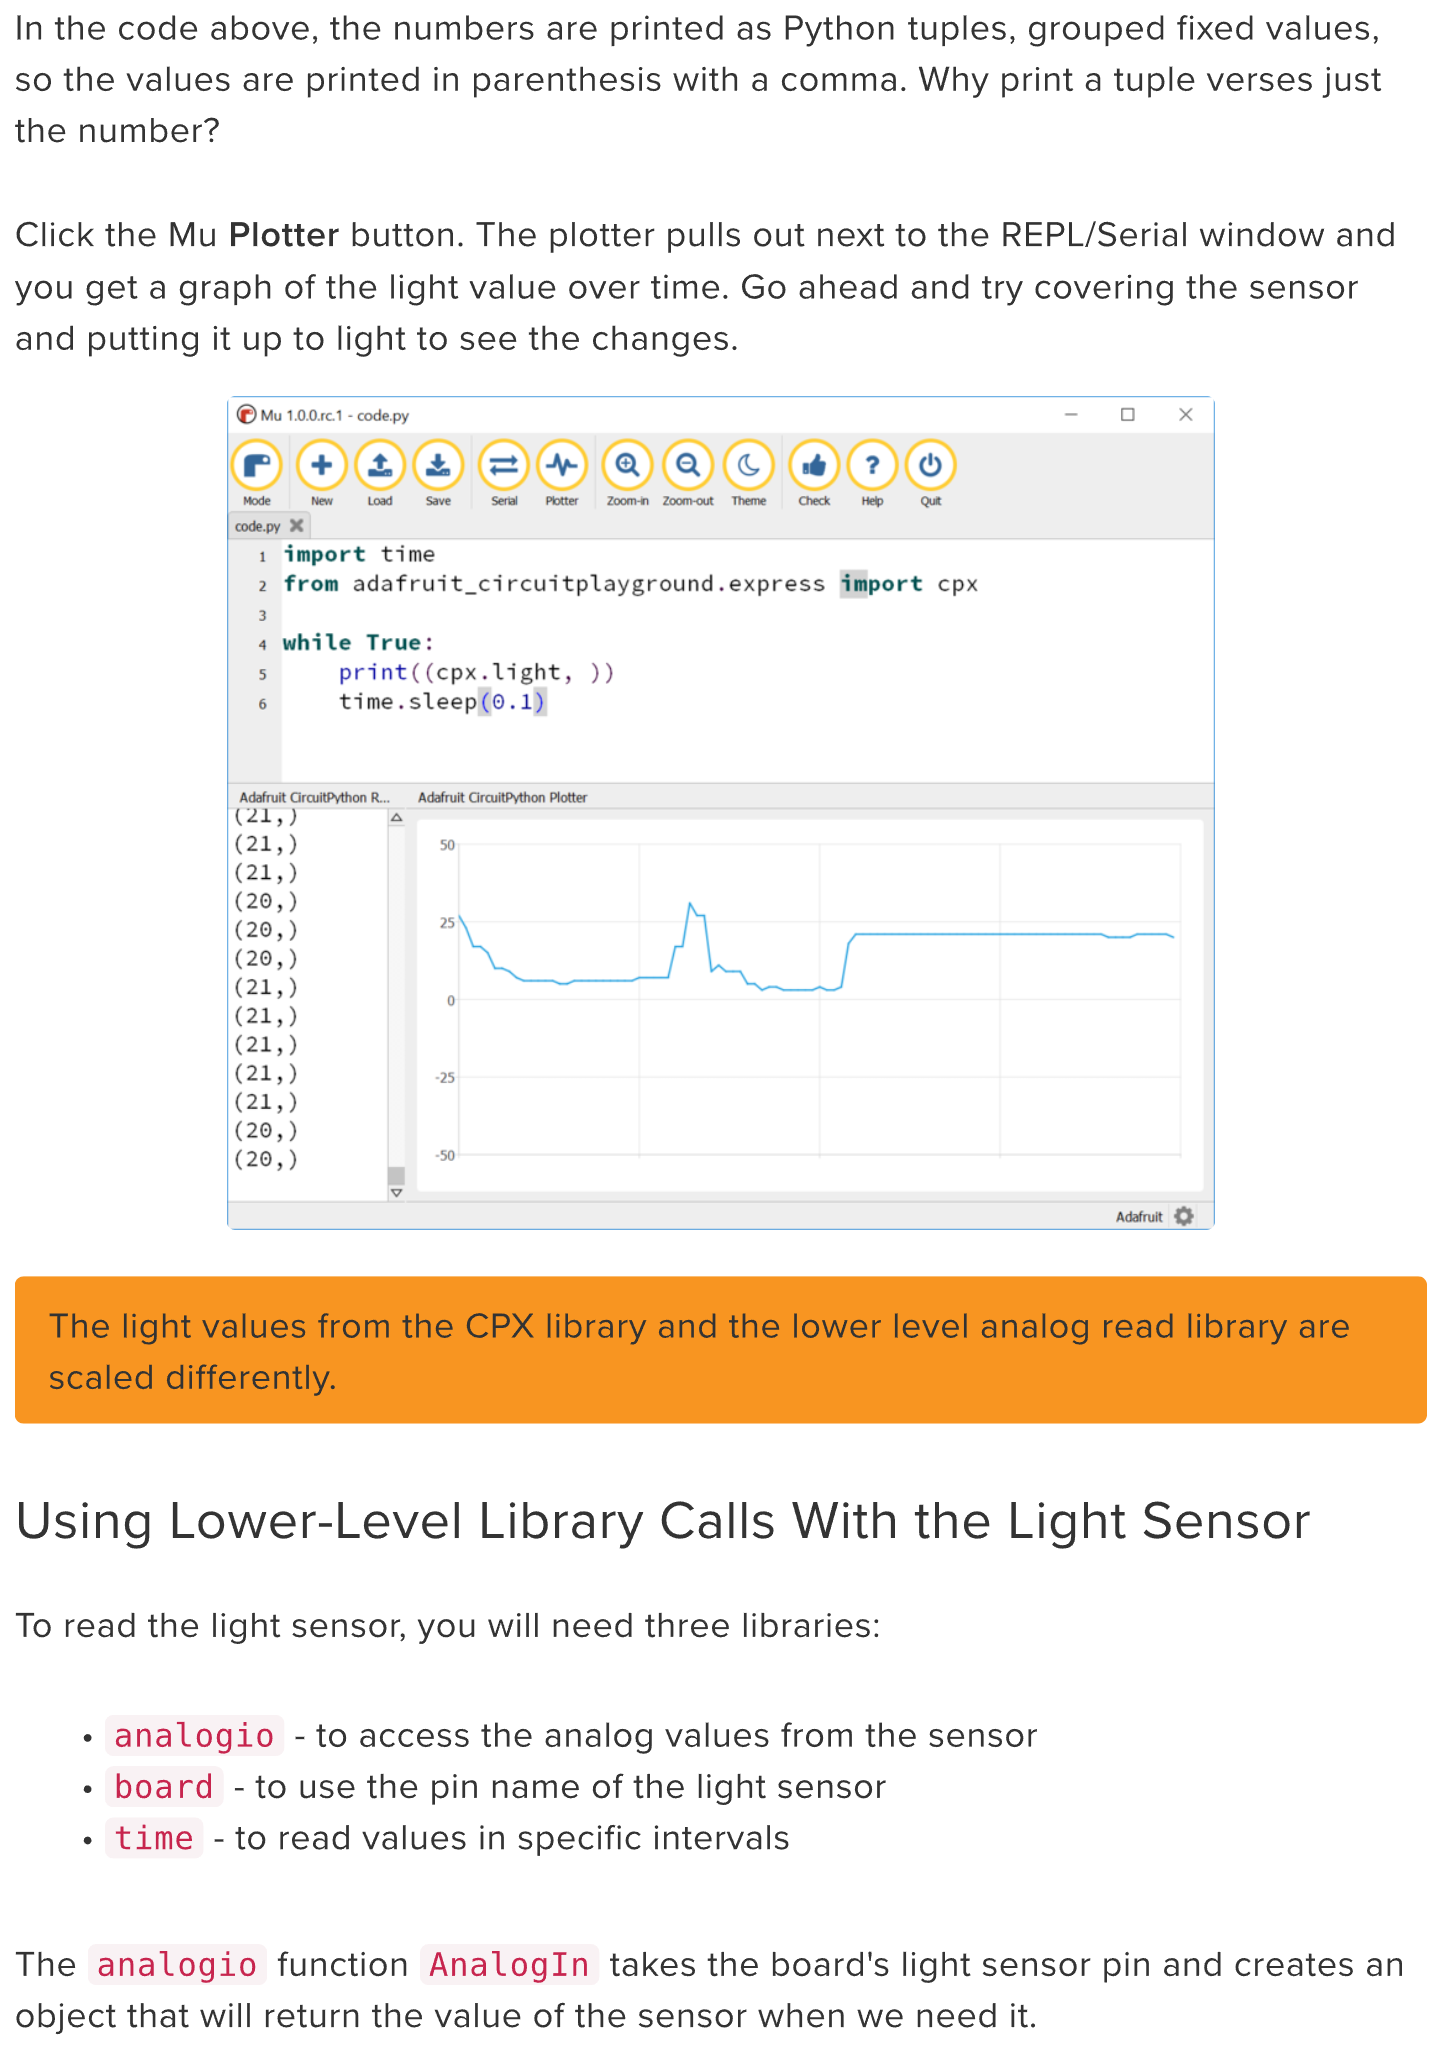 In the code above, the numbers are printed as Python tuples, grouped fixed values,
so the values are printed in parenthesis with a comma. Why print a tuple verses just
the number?
Click the Mu Plotter button. The plotter pulls out next to the REPL/Serial window and
you get a graph of the light value over time. Go ahead and try covering the sensor
and putting it up to light to see the changes.
Mu 1.0.0.rc.1 - code.py
Mode New Load Save Serial Plotter Zoom-in Zoom-out Theme Check Help Quit
code.py
1 import time
2 from adafruit_circuitplayground.express import cpx
3
4 while True:
5 print((cpx.light, ))
6 time.sleep(0.1)
Adafruit CircuitPython R... Adafruit CircuitPython Plotter
(21,)
(21,)
(21,)
(20,)
(20,)
(20,)
(21,)
(21,)
(21,)
(21,)
(21,)
(20,)
(20,)
50
25
0
-25
-50
Adafruit
The light values from the CPX library and the lower level analog read library are
scaled differently.
Using Lower-Level Library Calls With the Light Sensor
To read the light sensor, you will need three libraries:
• analogio - to access the analog values from the sensor
• board - to use the pin name of the light sensor
• time - to read values in specific intervals
The analogio function AnalogIn takes the board's light sensor pin and creates an
object that will return the value of the sensor when we need it.